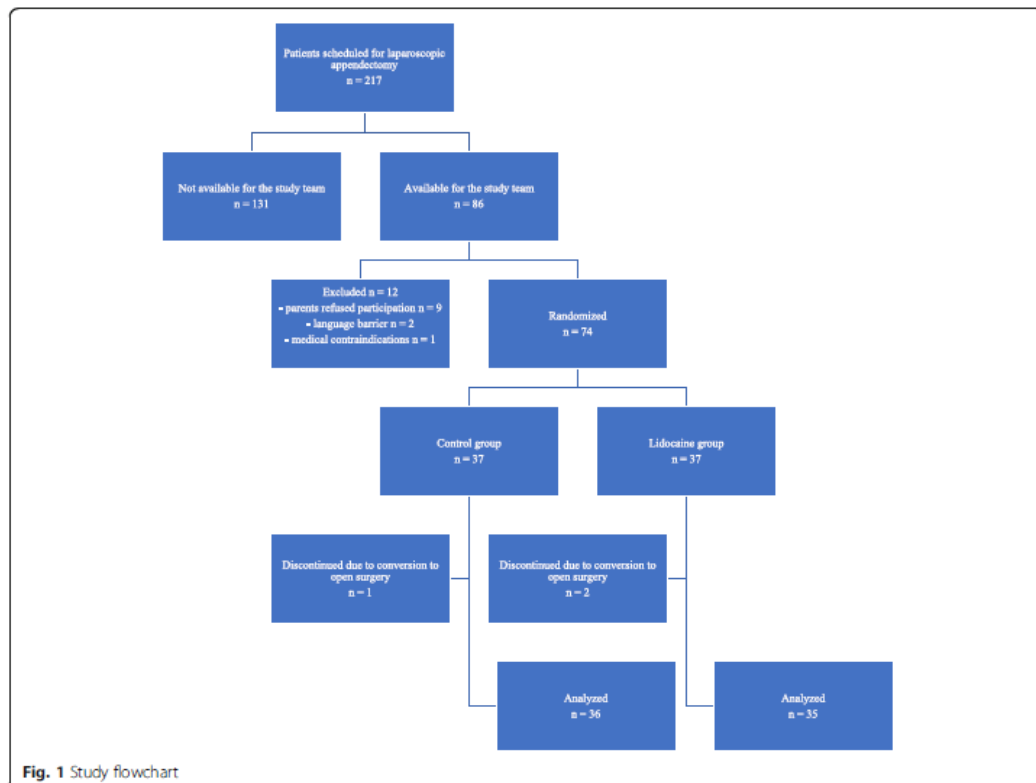 Patients scheduled for laparoscopic
appendectomy
n = 217
Not available for the study team
n = 131
Available for the study team
n = 86
Excluded n = 12
- parents refused participation n = 9
- language barrier n = 2
- medical contraindications n = 1
Randomized
n = 74
Control group
n = 37
Lidocaine group
n = 37
Discontinued due to conversion to
open surgery
n = 1
Discontinued due to conversion to
open surgery
n = 2
Analyzed
n = 36
Analyzed
n = 35
Fig. 1 Study flowchart